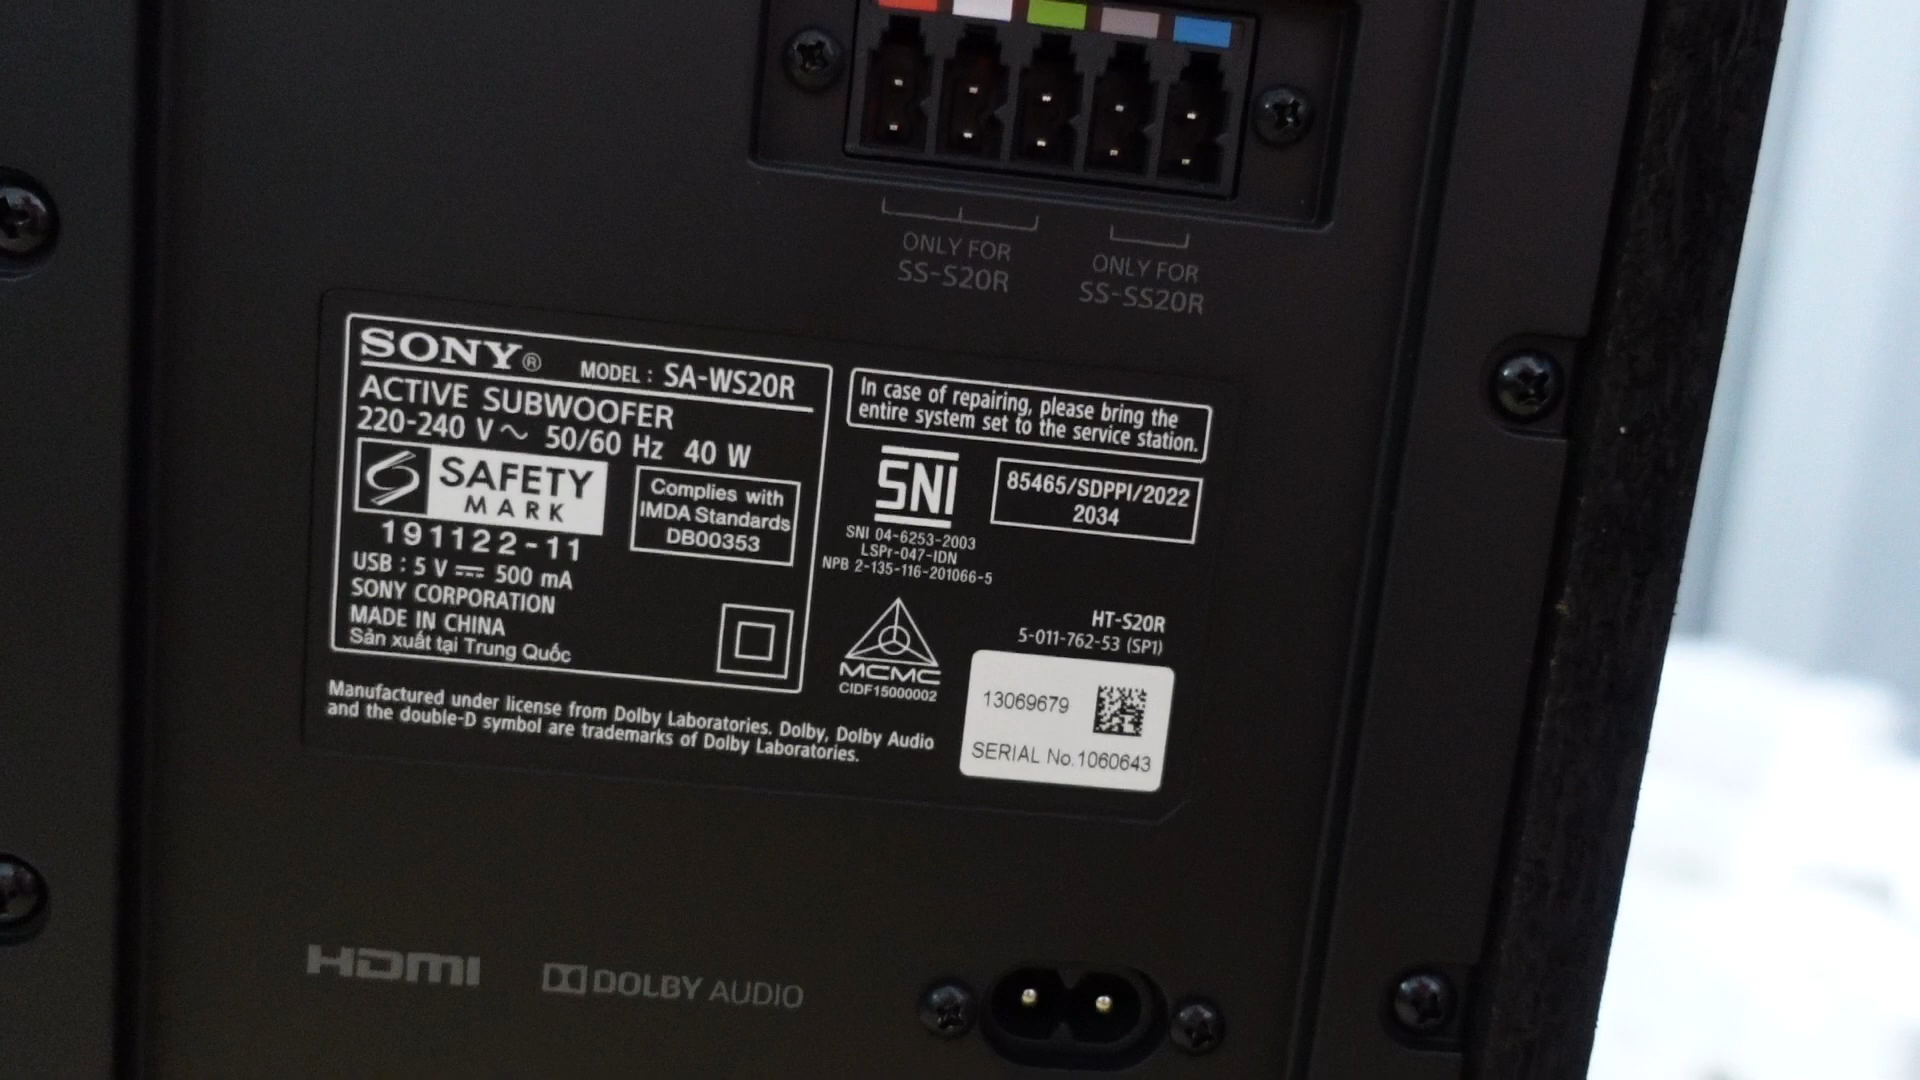 ONLY FOR
SS-S20R
ONLY FOR
SS-SS20R
SONY®
MODEL : SA-WS20R
ACTIVE SUBWOOFER
220-240 V~ 50/60 Hz 40 W
SAFETY
MARK
191122-11
Complies with
IMDA Standards
DB00353
USB : 5 V⎓ 500 mA
SONY CORPORATION
MADE IN CHINA
Sản xuất tại Trung Quốc
In case of repairing, please bring the
entire system set to the service station.
SNI
SNI 04-6253-2003
LSPr-047-IDN
NPB 2-135-116-201066-5
85465/SDPPI/2022
2034
MCMC
CIDF15000002
HT-S20R
5-011-762-53 (SP1)
13069679
SERIAL No.1060643
Manufactured under license from Dolby Laboratories. Dolby, Dolby Audio
and the double-D symbol are trademarks of Dolby Laboratories.
HDMI
DOLBY AUDIO